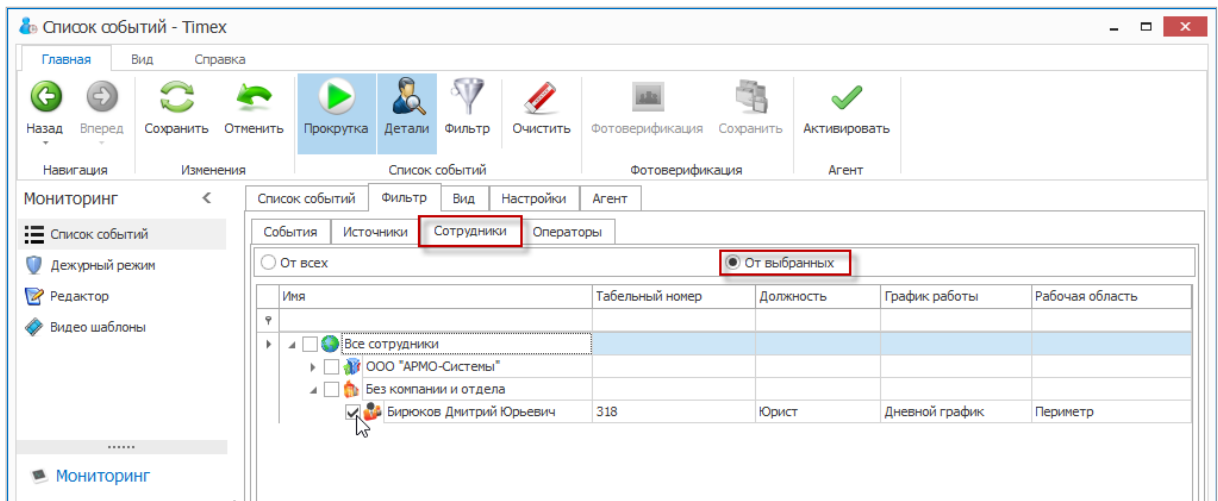 Список событий - Timex
Главная Вид Справка
Назад Вперед Сохранить Отменить Прокрутка Детали Фильтр Очистить Фотоверификация Сохранить Активировать
Навигация Изменения Список событий Фотоверификация Агент
Мониторинг
Список событий Фильтр Вид Настройки Агент
Список событий
События Источники Сотрудники Операторы
Дежурный режим
От всех От выбранных
Редактор
Имя Табельный номер Должность График работы Рабочая область
Видео шаблоны
Все сотрудники
ООО "АРМО-Системы"
Без компании и отдела
Бирюков Дмитрий Юрьевич 318 Юрист Дневной график Периметр
Мониторинг